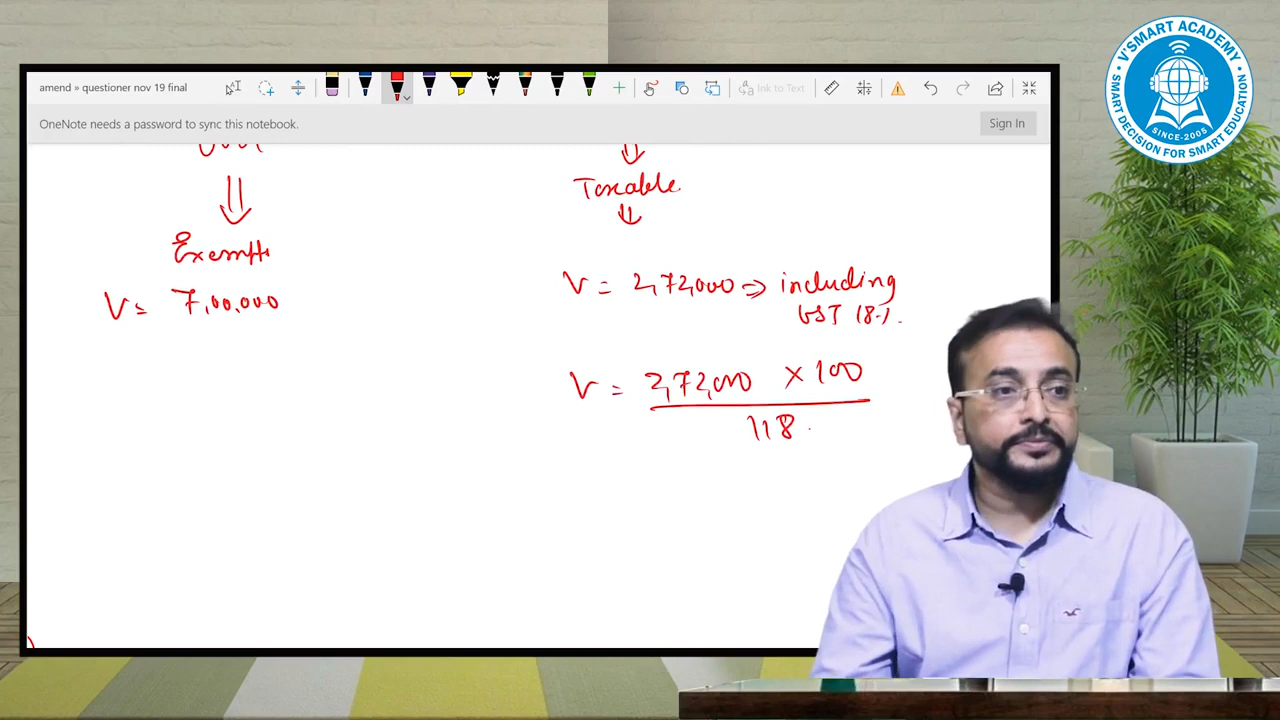 V'SMART ACADEMY
SMART DECISION FOR SMART EDUCATION
SINCE-2005
amend » questioner nov 19 final
Ink to Text
OneNote needs a password to sync this notebook.
Sign In
Taxable
V = 2,72,000 ⇒ including
GST 18%.
V = 2,72,000 × 100
118
V = 7,00,000